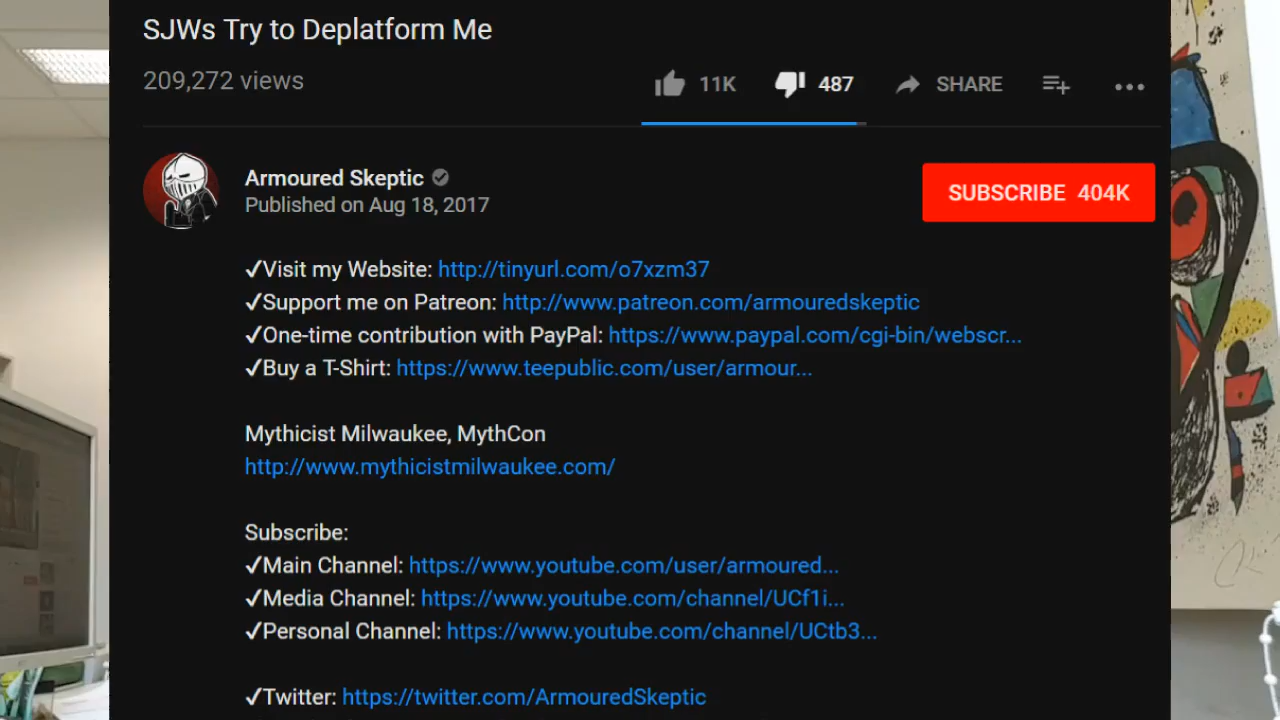 SJWs Try to Deplatform Me
209,272 views
11K 487 SHARE
Armoured Skeptic
Published on Aug 18, 2017
SUBSCRIBE 404K
✓Visit my Website: http://tinyurl.com/o7xzm37
✓Support me on Patreon: http://www.patreon.com/armouredskeptic
✓One-time contribution with PayPal: https://www.paypal.com/cgi-bin/webscr...
✓Buy a T-Shirt: https://www.teepublic.com/user/armour...
Mythicist Milwaukee, MythCon
http://www.mythicistmilwaukee.com/
Subscribe:
✓Main Channel: https://www.youtube.com/user/armoured...
✓Media Channel: https://www.youtube.com/channel/UCf1i...
✓Personal Channel: https://www.youtube.com/channel/UCtb3...
✓Twitter: https://twitter.com/ArmouredSkeptic